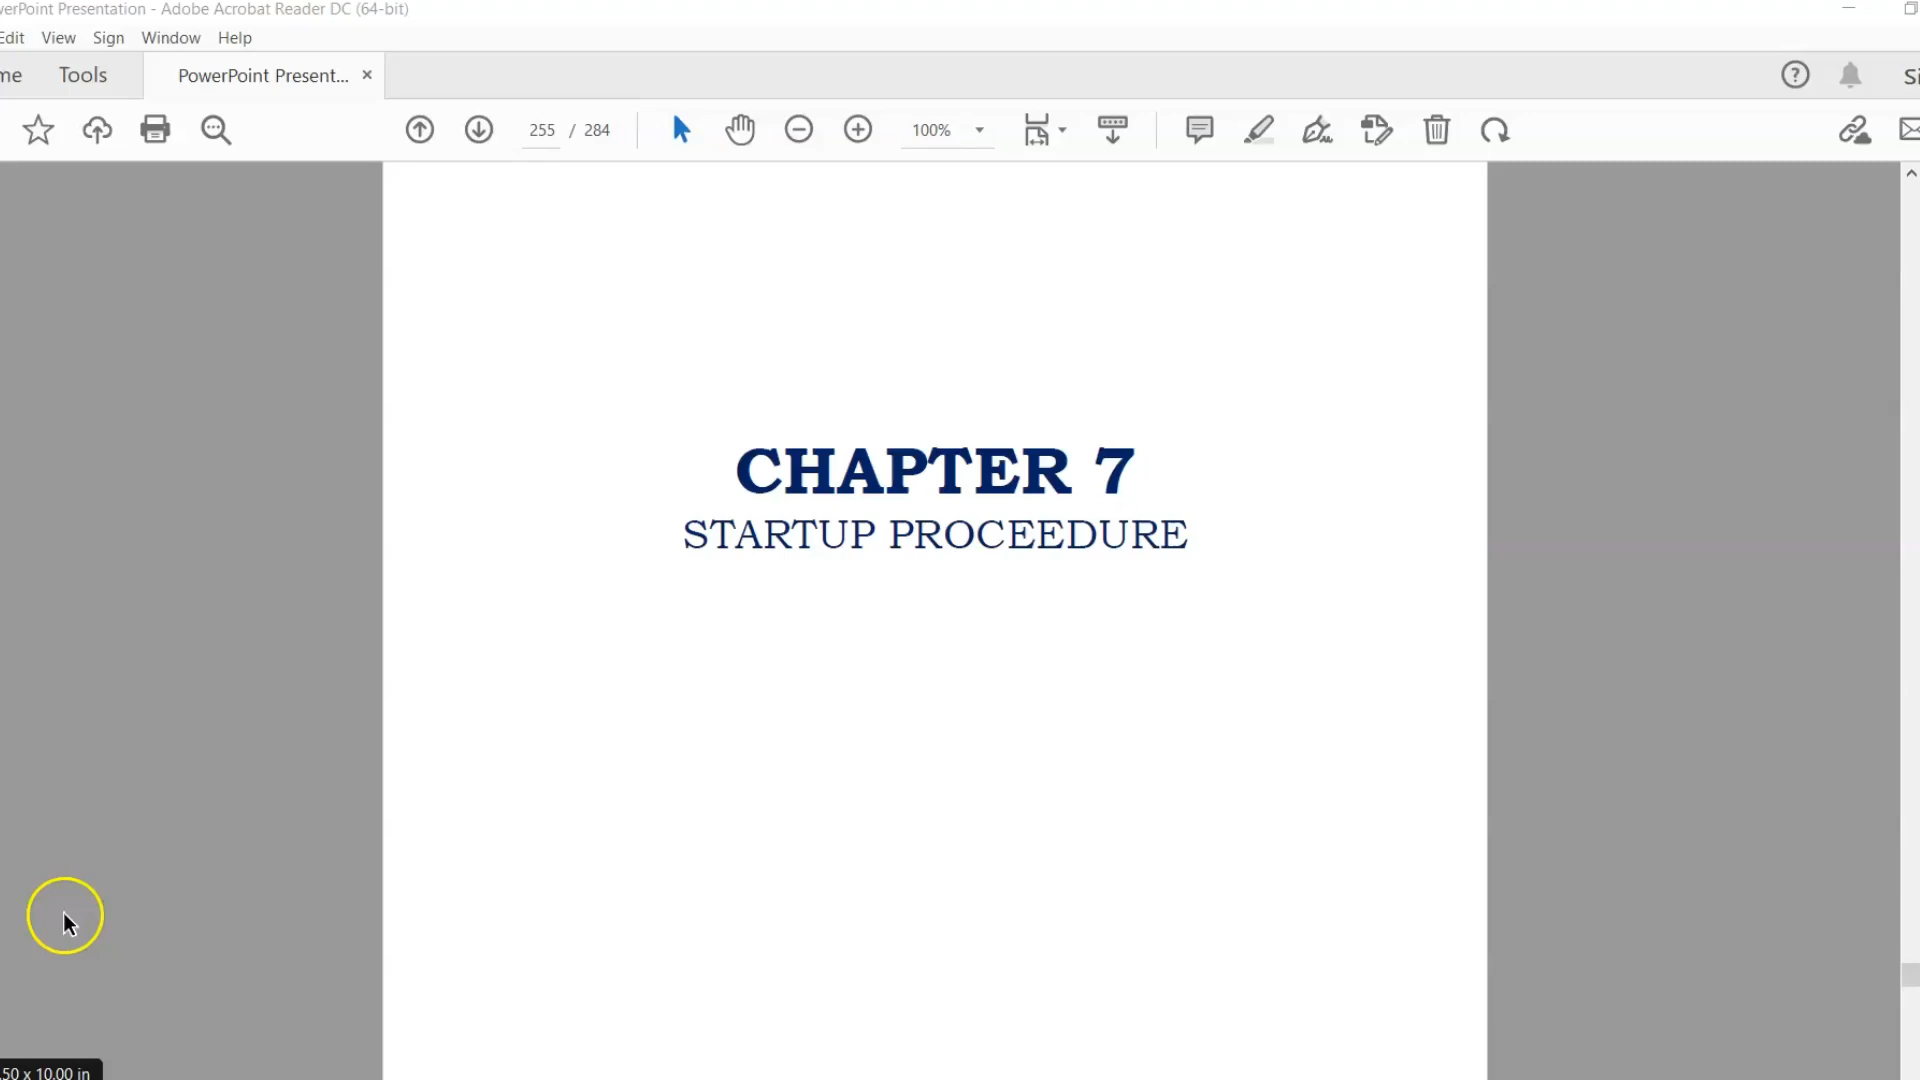 verPoint Presentation - Adobe Acrobat Reader DC (64-bit)
Edit View Sign Window Help
me Tools PowerPoint Present... ×
255 / 284 100%
CHAPTER 7
STARTUP PROCEEDURE
.50 x 10.00 in